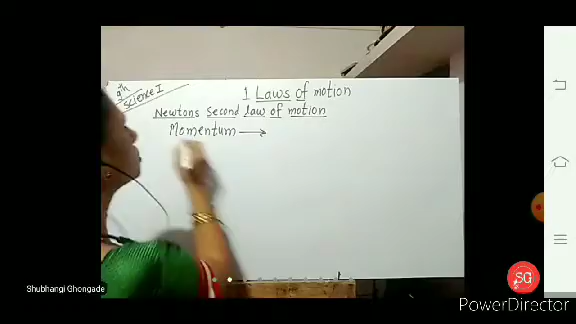 9th
Science I
1 Laws of motion
Newtons Second law of motion
Momentum →
Shubhangi Ghongade
SG
PowerDirector